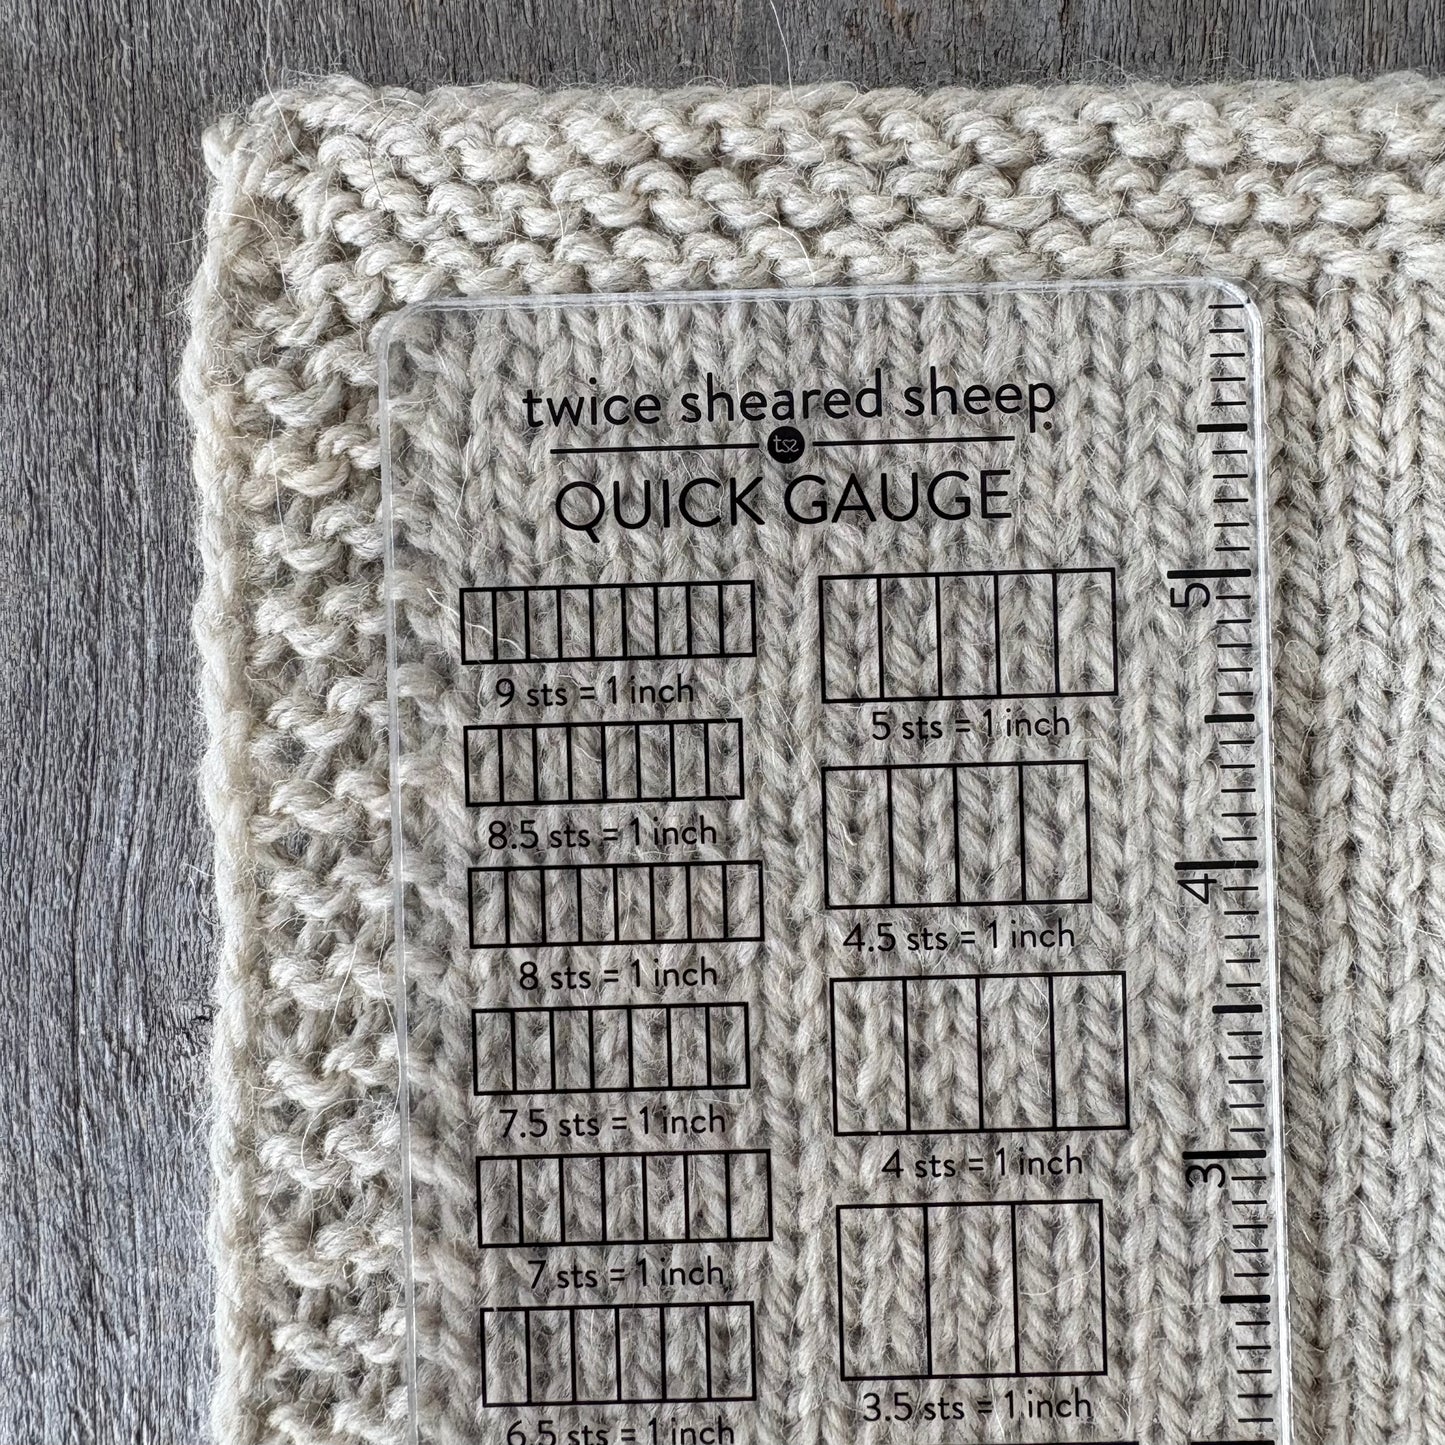 twice sheared sheep
tss
QUICK GAUGE
9 sts = 1 inch
8.5 sts = 1 inch
8 sts = 1 inch
7.5 sts = 1 inch
7 sts = 1 inch
6.5 sts = 1 inch
5 sts = 1 inch
4.5 sts = 1 inch
4 sts = 1 inch
3.5 sts = 1 inch
5
4
3